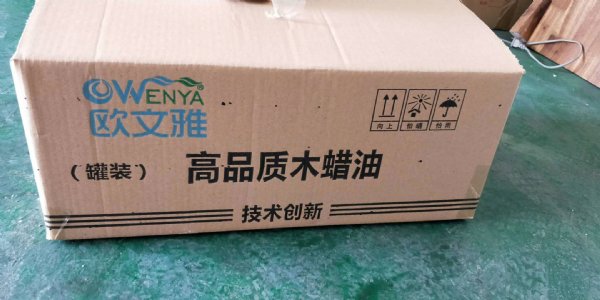 OWENYA®
欧文雅
向上 怕晒 怕雨
（罐装） 高品质木蜡油
技术创新